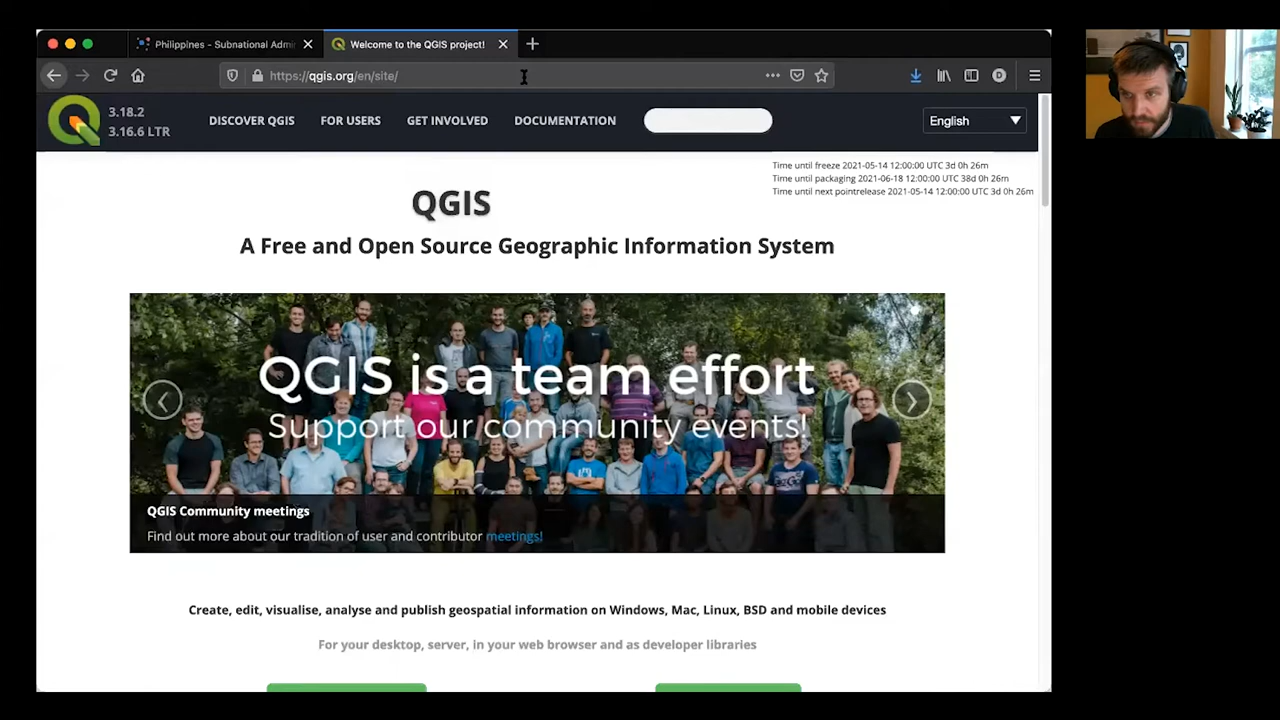 Philippines - Subnational Admi
Welcome to the QGIS project!
https://qgis.org/en/site/
3.18.2
3.16.6 LTR
DISCOVER QGIS
FOR USERS
GET INVOLVED
DOCUMENTATION
English
Time until freeze 2021-05-14 12:00:00 UTC 3d 0h 26m
Time until packaging 2021-06-18 12:00:00 UTC 38d 0h 26m
Time until next pointrelease 2021-05-14 12:00:00 UTC 3d 0h 26m
QGIS
A Free and Open Source Geographic Information System
QGIS is a team effort
Support our community events!
QGIS Community meetings
Find out more about our tradition of user and contributor meetings!
Create, edit, visualise, analyse and publish geospatial information on Windows, Mac, Linux, BSD and mobile devices
For your desktop, server, in your web browser and as developer libraries